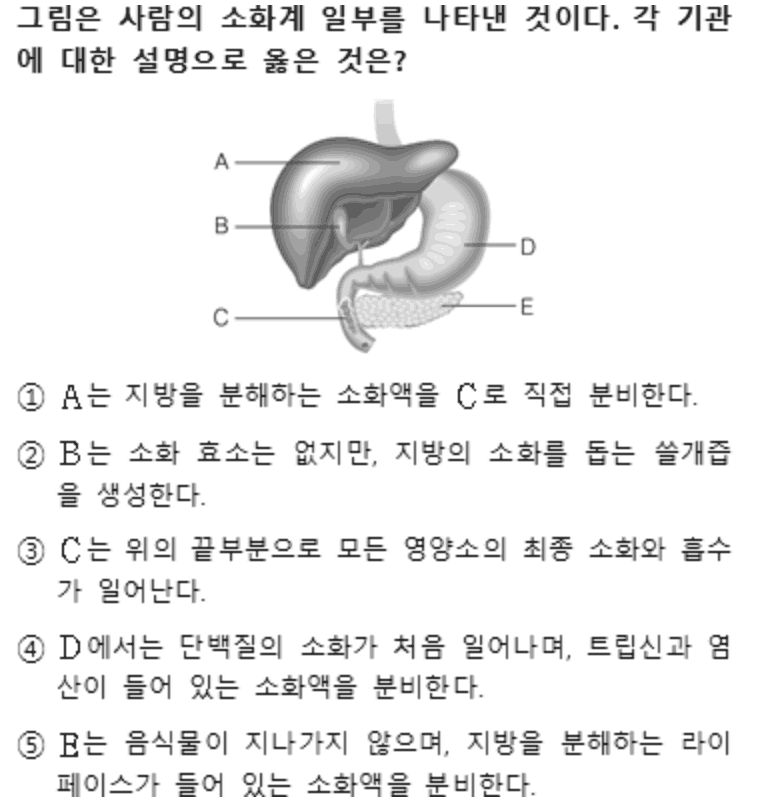 그림은 사람의 소화계 일부를 나타낸 것이다. 각 기관
에 대한 설명으로 옳은 것은?
A
B
D
E
C
① A는 지방을 분해하는 소화액을 C로 직접 분비한다.
② B는 소화 효소는 없지만, 지방의 소화를 돕는 쓸개즙
을 생성한다.
③ C는 위의 끝부분으로 모든 영양소의 최종 소화와 흡수
가 일어난다.
④ D에서는 단백질의 소화가 처음 일어나며, 트립신과 염
산이 들어 있는 소화액을 분비한다.
⑤ E는 음식물이 지나가지 않으며, 지방을 분해하는 라이
페이스가 들어 있는 소화액을 분비한다.